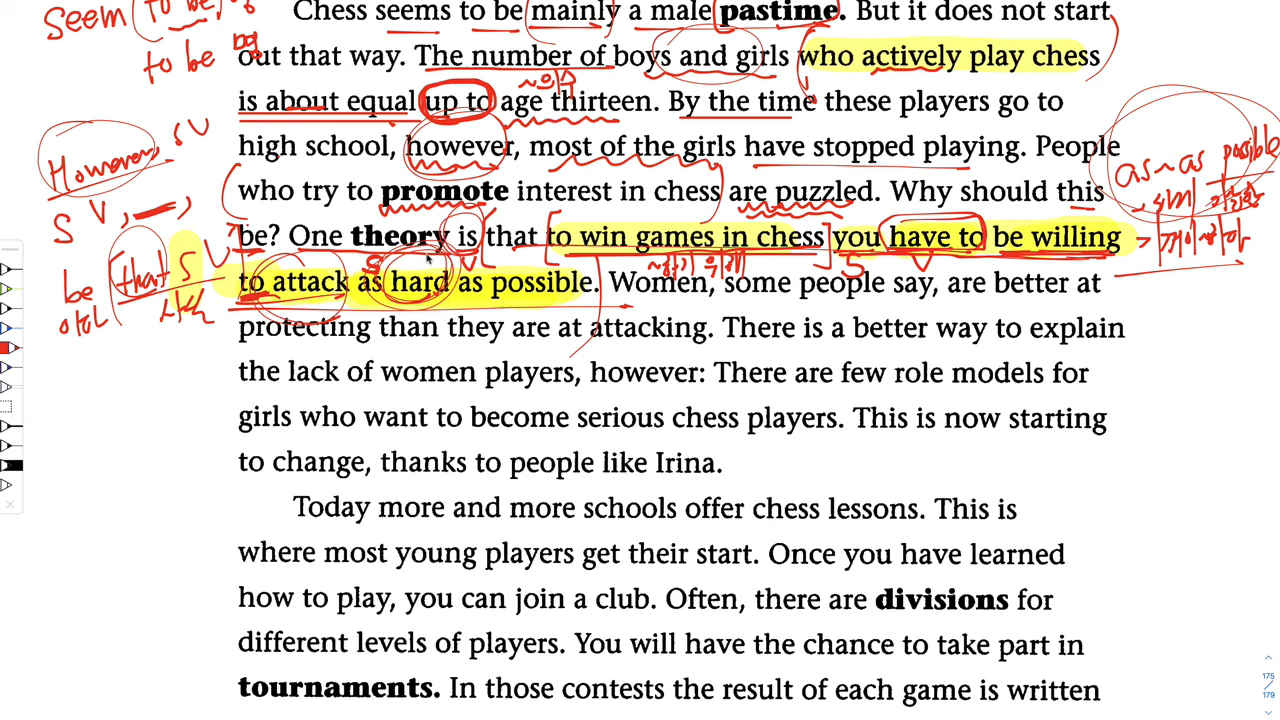 Seem to be
to be
Chess seems to be mainly a male pastime. But it does not start
out that way. The number of boys and girls who actively play chess
is about equal up to age thirteen. By the time these players go to
high school, however, most of the girls have stopped playing. People
who try to promote interest in chess are puzzled. Why should this
be? One theory is that to win games in chess you have to be willing
to attack as hard as possible. Women, some people say, are better at
protecting than they are at attacking. There is a better way to explain
the lack of women players, however: There are few role models for
girls who want to become serious chess players. This is now starting
to change, thanks to people like Irina.
Today more and more schools offer chess lessons. This is
where most young players get their start. Once you have learned
how to play, you can join a club. Often, there are divisions for
different levels of players. You will have the chance to take part in
tournaments. In those contests the result of each game is written
However, S V
S V,
be that S V
S V
S V
as ~ as possible
175
179